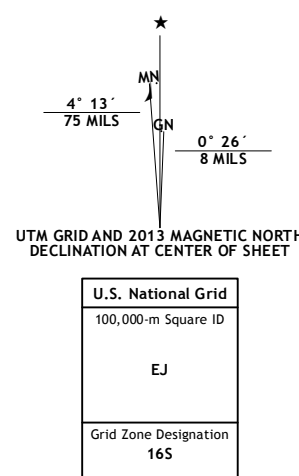 ★
MN
4° 13´
75 MILS
GN
0° 26´
8 MILS
UTM GRID AND 2013 MAGNETIC NORTH
DECLINATION AT CENTER OF SHEET
U.S. National Grid
100,000-m Square ID
EJ
Grid Zone Designation
16S